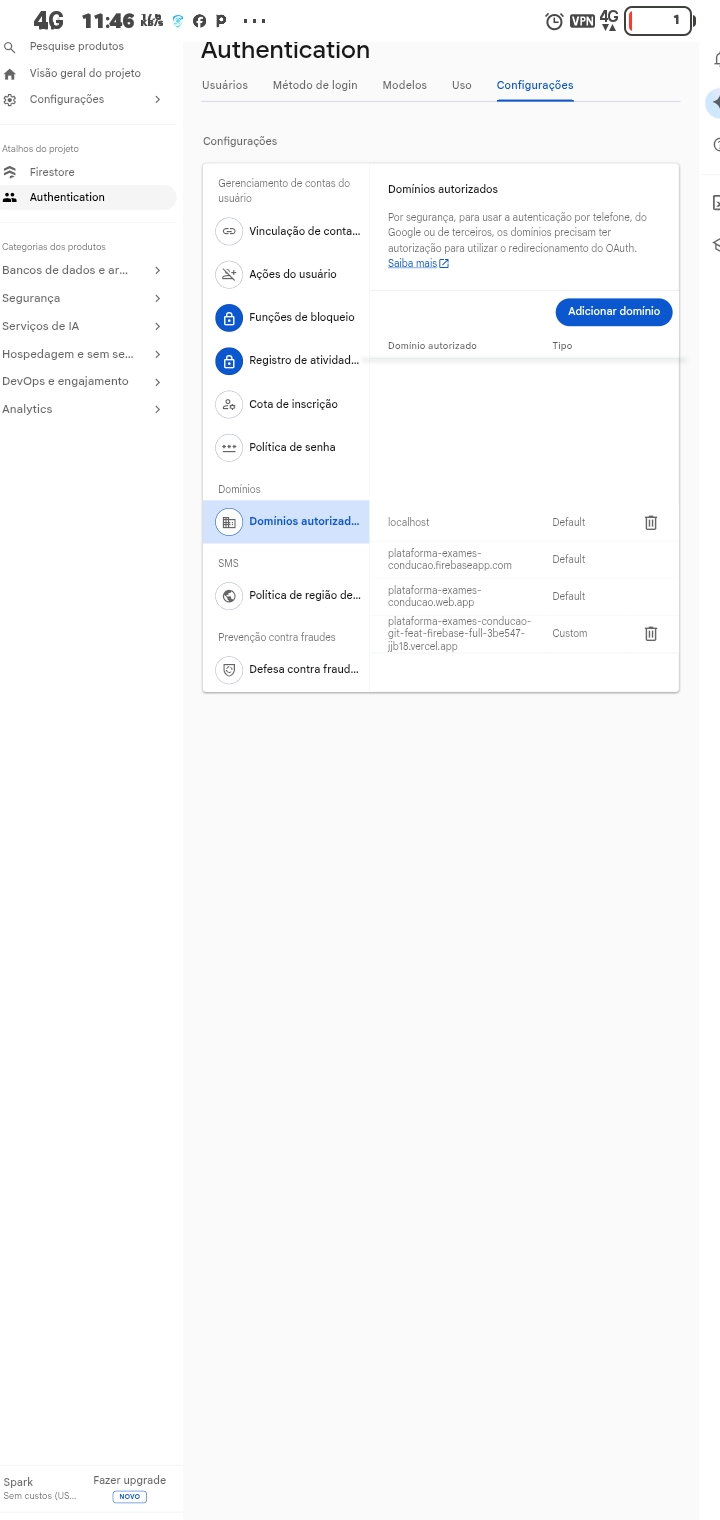 4G 11:46 KB/s VPN 4G 1
Pesquise produtos
Visão geral do projeto
Configurações
Atalhos do projeto
Firestore
Authentication
Categorias dos produtos
Bancos de dados e ar...
Segurança
Serviços de IA
Hospedagem e sem se...
DevOps e engajamento
Analytics
Spark
Sem custos (US...
Fazer upgrade
NOVO
Authentication
Usuários Método de login Modelos Uso Configurações
Configurações
Gerenciamento de contas do
usuário
Vinculação de conta...
Ações do usuário
Funções de bloqueio
Registro de atividad...
Cota de inscrição
Política de senha
Domínios
Domínios autorizad...
SMS
Política de região de...
Prevenção contra fraudes
Defesa contra fraud...
Domínios autorizados
Por segurança, para usar a autenticação por telefone, do
Google ou de terceiros, os domínios precisam ter
autorização para utilizar o redirecionamento do OAuth.
Saiba mais
Adicionar domínio
Domínio autorizado Tipo
localhost Default
plataforma-exames-
conducao.firebaseapp.com Default
plataforma-exames-
conducao.web.app Default
plataforma-exames-conducao-
git-feat-firebase-full-3be547- Custom
jjb18.vercel.app